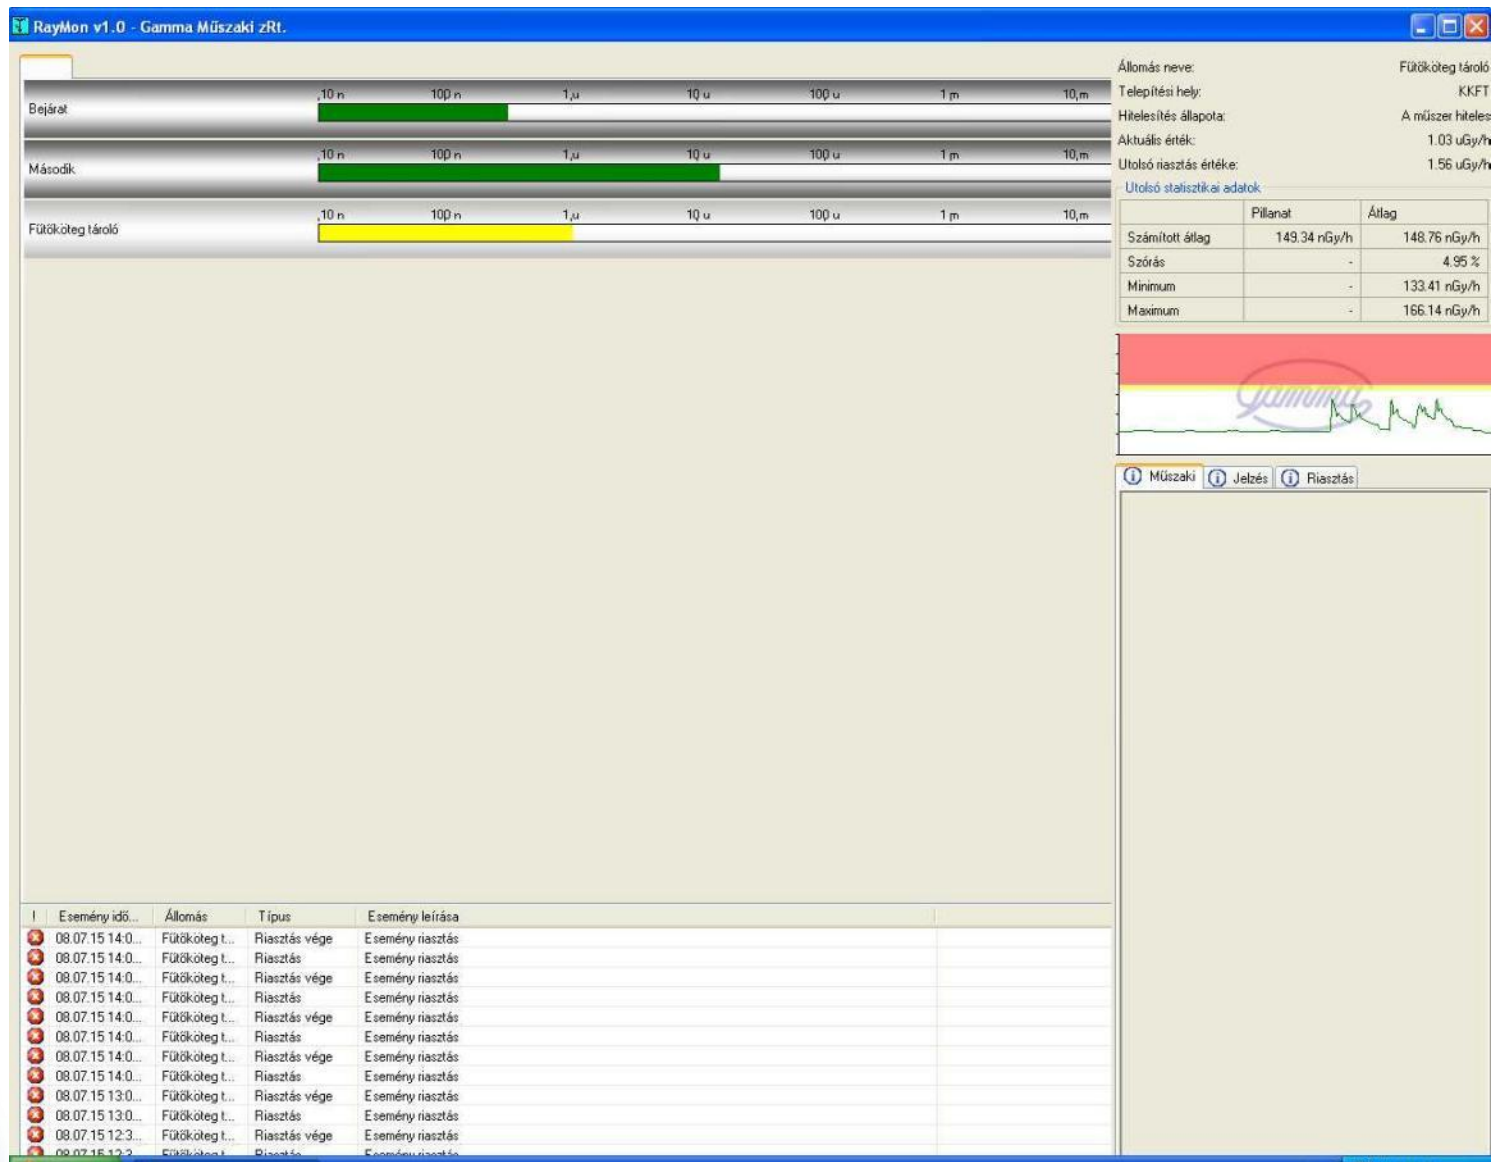 RayMon v1.0 - Gamma Műszaki zRt.
10 n 100 n 1,u 10 u 100 u 1 m 10,m
Bejárat
10 n 100 n 1,u 10 u 100 u 1 m 10,m
Második
10 n 100 n 1,u 10 u 100 u 1 m 10,m
Fűtőköteg tároló
Állomás neve: Fűtőköteg tároló
Telepítési hely: KKFT
Hitelesítés állapota: A műszer hiteles
Aktuális érték: 1.03 uGy/h
Utolsó riasztás értéke: 1.56 uGy/h
Utolsó statisztikai adatok
Pillanat Átlag
Számított átlag 149.34 nGy/h 148.76 nGy/h
Szórás - 4.95 %
Minimum - 133.41 nGy/h
Maximum - 166.14 nGy/h
Gamma
Műszaki Jelzés Riasztás
! Esemény idő... Állomás Típus Esemény leírása
08.07.15 14:0... Fűtőköteg t... Riasztás vége Esemény riasztás
08.07.15 14:0... Fűtőköteg t... Riasztás Esemény riasztás
08.07.15 14:0... Fűtőköteg t... Riasztás vége Esemény riasztás
08.07.15 14:0... Fűtőköteg t... Riasztás Esemény riasztás
08.07.15 14:0... Fűtőköteg t... Riasztás vége Esemény riasztás
08.07.15 14:0... Fűtőköteg t... Riasztás Esemény riasztás
08.07.15 14:0... Fűtőköteg t... Riasztás vége Esemény riasztás
08.07.15 14:0... Fűtőköteg t... Riasztás Esemény riasztás
08.07.15 13:0... Fűtőköteg t... Riasztás vége Esemény riasztás
08.07.15 13:0... Fűtőköteg t... Riasztás Esemény riasztás
08.07.15 12:3... Fűtőköteg t... Riasztás vége Esemény riasztás
08.07.15 12:3... Fűtőköteg t... Riasztás Esemény riasztás